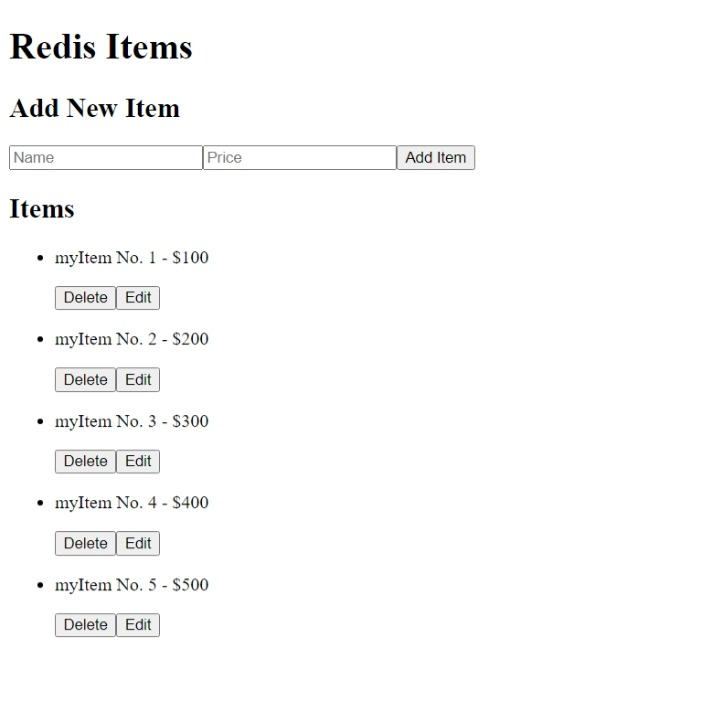 Redis Items
Add New Item
Name Price Add Item
Items
myItem No. 1 - $100
Delete Edit
myItem No. 2 - $200
Delete Edit
myItem No. 3 - $300
Delete Edit
myItem No. 4 - $400
Delete Edit
myItem No. 5 - $500
Delete Edit